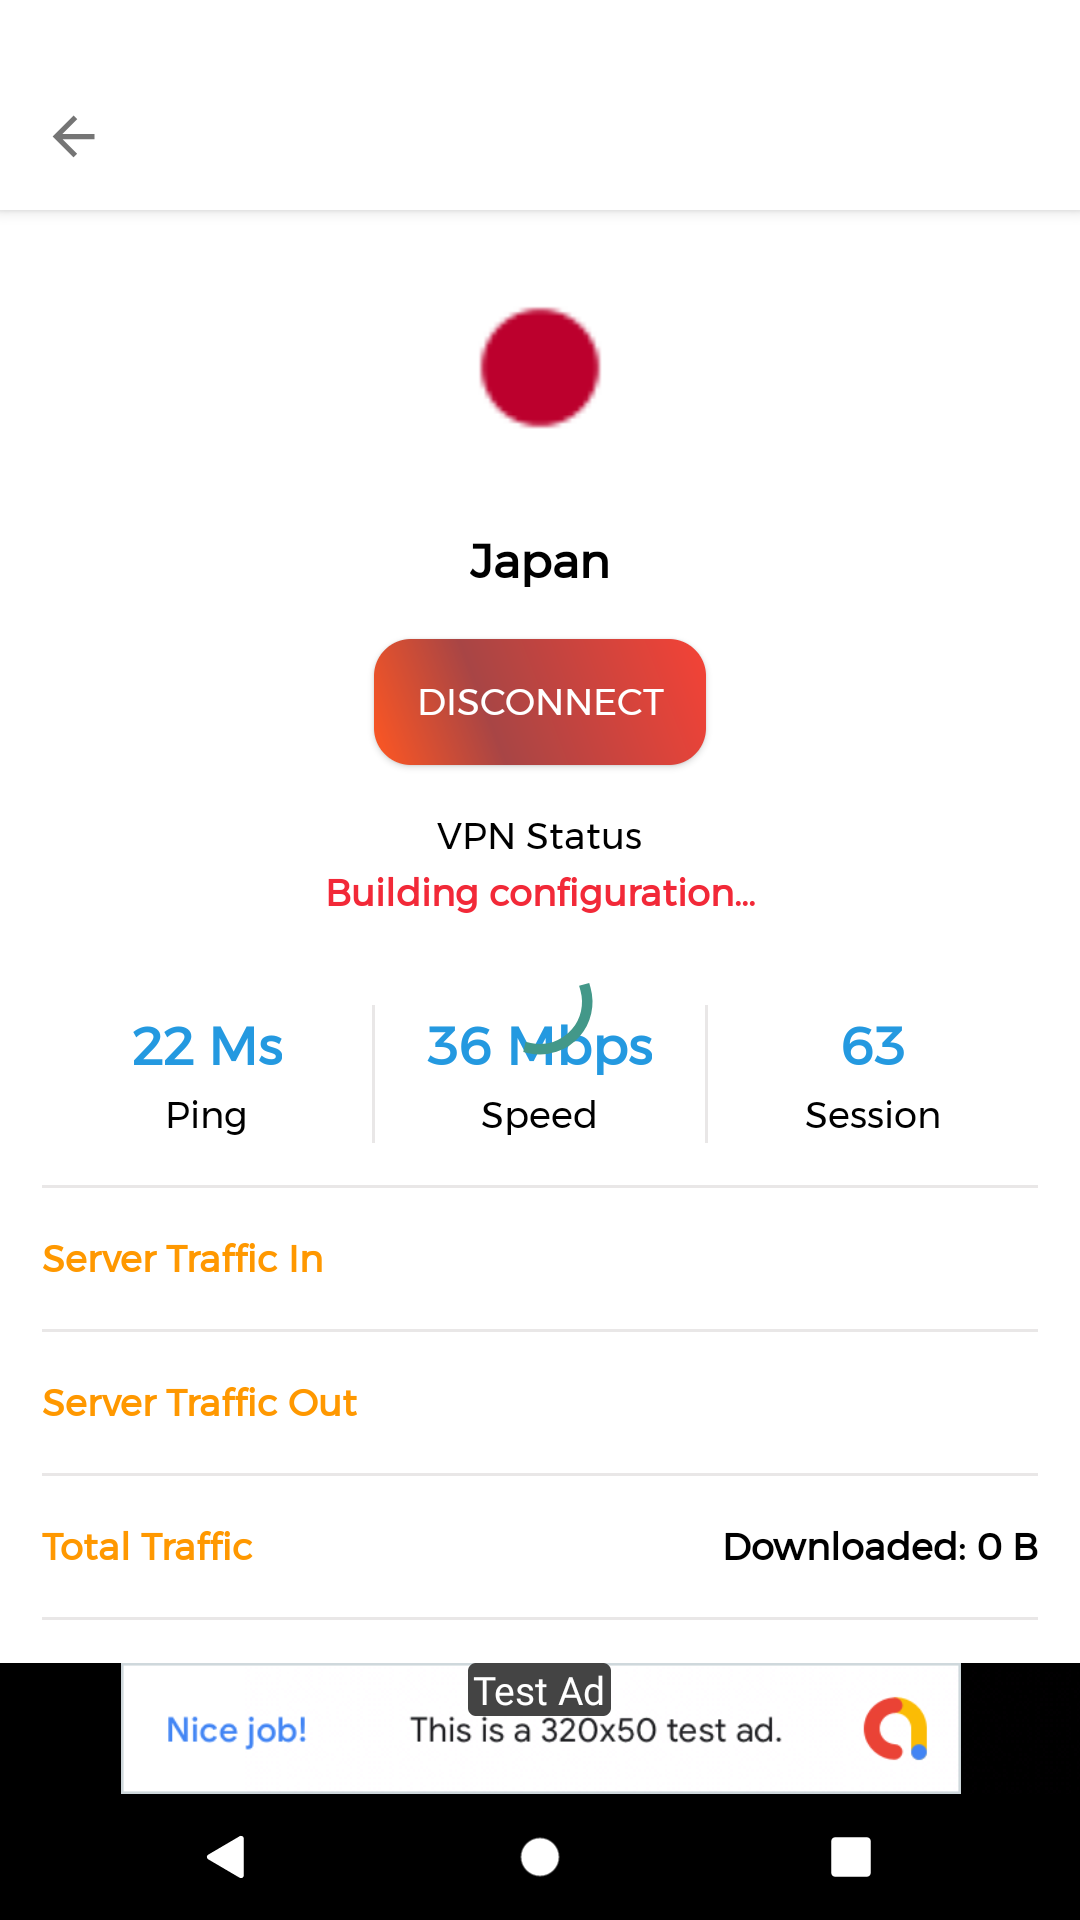 Japan
DISCONNECT
VPN Status
Building configuration...
22 Ms
36 Mbps
63
Ping
Speed
Session
Server Traffic In
Server Traffic Out
Total Traffic
Downloaded: 0 B
Test Ad
Nice job!
This is a 320x50 test ad.